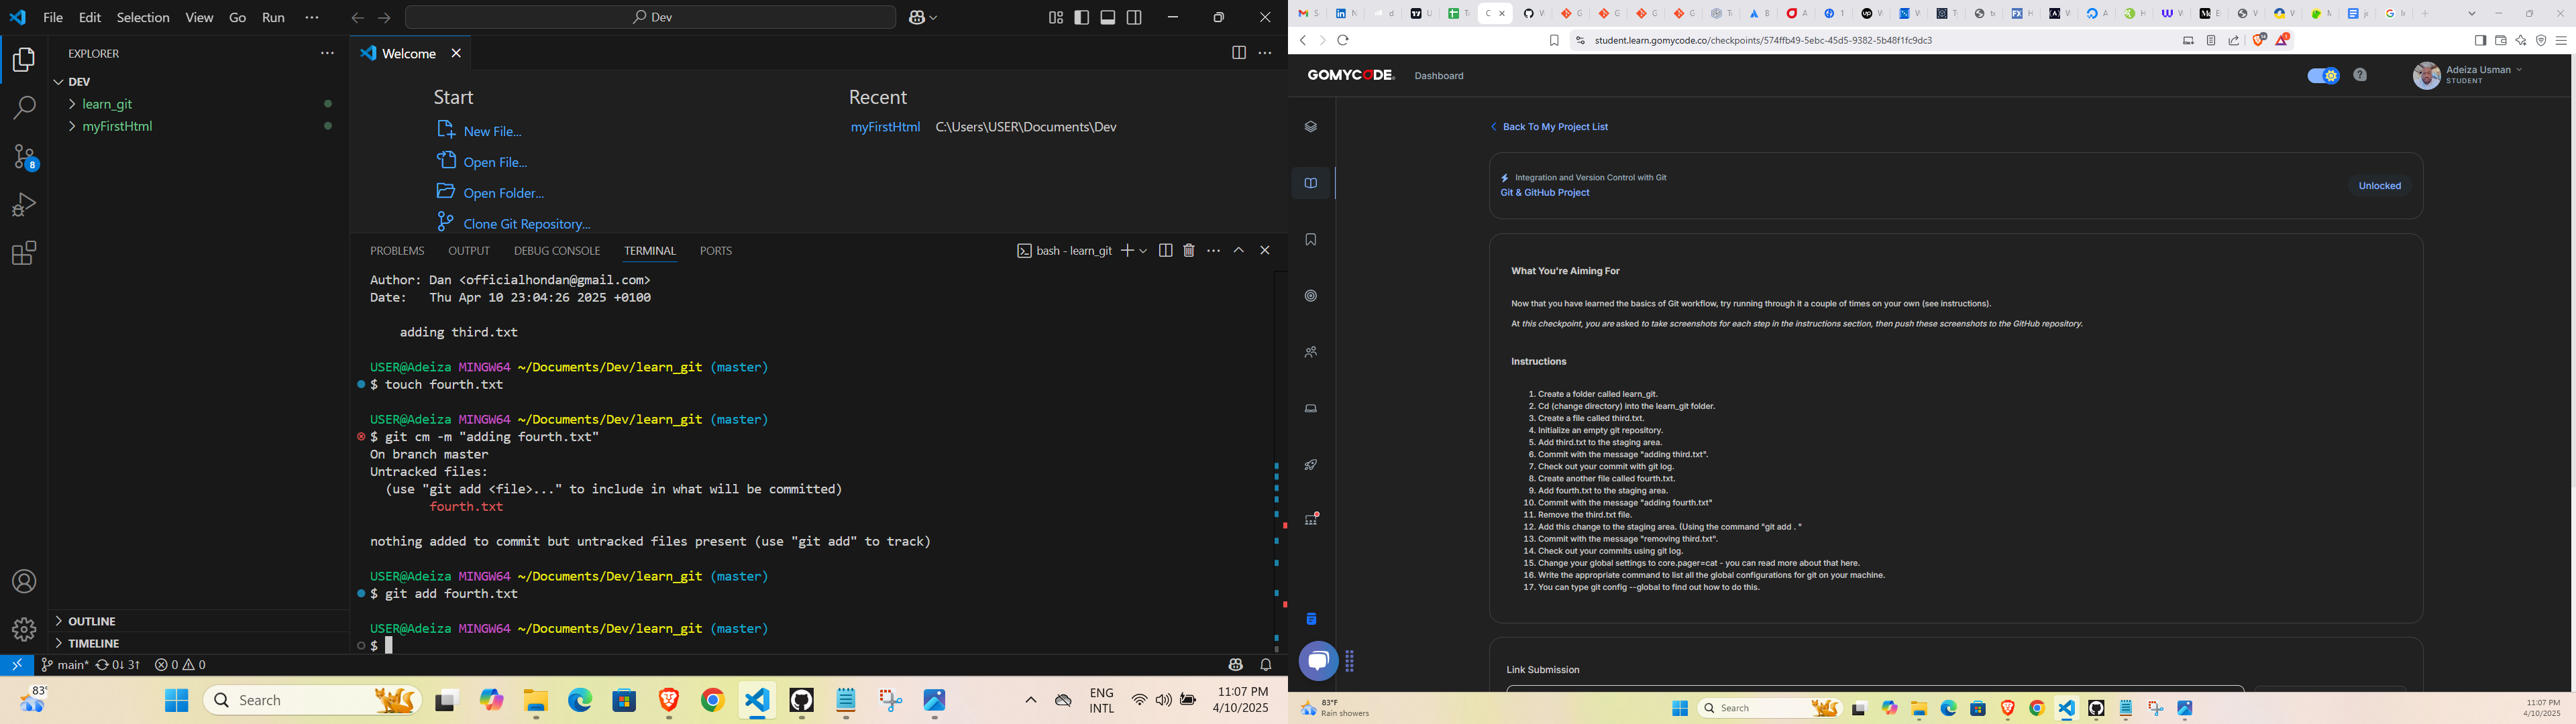 File Edit Selection View Go Run ... Dev
EXPLORER
DEV
learn_git
myFirstHtml
8
OUTLINE
TIMELINE
Welcome
Start
New File...
Open File...
Open Folder...
Clone Git Repository...
Recent
myFirstHtml C:\Users\USER\Documents\Dev
PROBLEMS OUTPUT DEBUG CONSOLE TERMINAL PORTS bash - learn_git
Author: Dan <officialhondan@gmail.com>
Date: Thu Apr 10 23:04:26 2025 +0100
adding third.txt
USER@Adeiza MINGW64 ~/Documents/Dev/learn_git (master)
$ touch fourth.txt
USER@Adeiza MINGW64 ~/Documents/Dev/learn_git (master)
$ git cm -m "adding fourth.txt"
On branch master
Untracked files:
(use "git add <file>..." to include in what will be committed)
fourth.txt
nothing added to commit but untracked files present (use "git add" to track)
USER@Adeiza MINGW64 ~/Documents/Dev/learn_git (master)
$ git add fourth.txt
USER@Adeiza MINGW64 ~/Documents/Dev/learn_git (master)
$
main* 0↓ 3↑ 0 0
83°
Search
ENG
INTL
11:07 PM
4/10/2025
student.learn.gomycode.co/checkpoints/574ffb49-5ebc-45d5-9382-5b48f1fc9dc3
GOMYCODE Dashboard
Adeiza Usman
STUDENT
Back To My Project List
Integration and Version Control with Git
Git & GitHub Project
Unlocked
What You're Aiming For
Now that you have learned the basics of Git workflow, try running through it a couple of times on your own (see instructions).
At this checkpoint, you are asked to take screenshots for each step in the instructions section, then push these screenshots to the GitHub repository.
Instructions
1. Create a folder called learn_git.
2. Cd (change directory) into the learn_git folder.
3. Create a file called third.txt.
4. Initialize an empty git repository.
5. Add third.txt to the staging area.
6. Commit with the message "adding third.txt".
7. Check out your commit with git log.
8. Create another file called fourth.txt.
9. Add fourth.txt to the staging area.
10. Commit with the message "adding fourth.txt"
11. Remove the third.txt file.
12. Add this change to the staging area. (Using the command "git add . "
13. Commit with the message "removing third.txt".
14. Check out your commits using git log.
15. Change your global settings to core.pager=cat - you can read more about that here.
16. Write the appropriate command to list all the global configurations for git on your machine.
17. You can type git config --global to find out how to do this.
Link Submission
83°F
Rain showers
Search
11:07 PM
4/10/2025